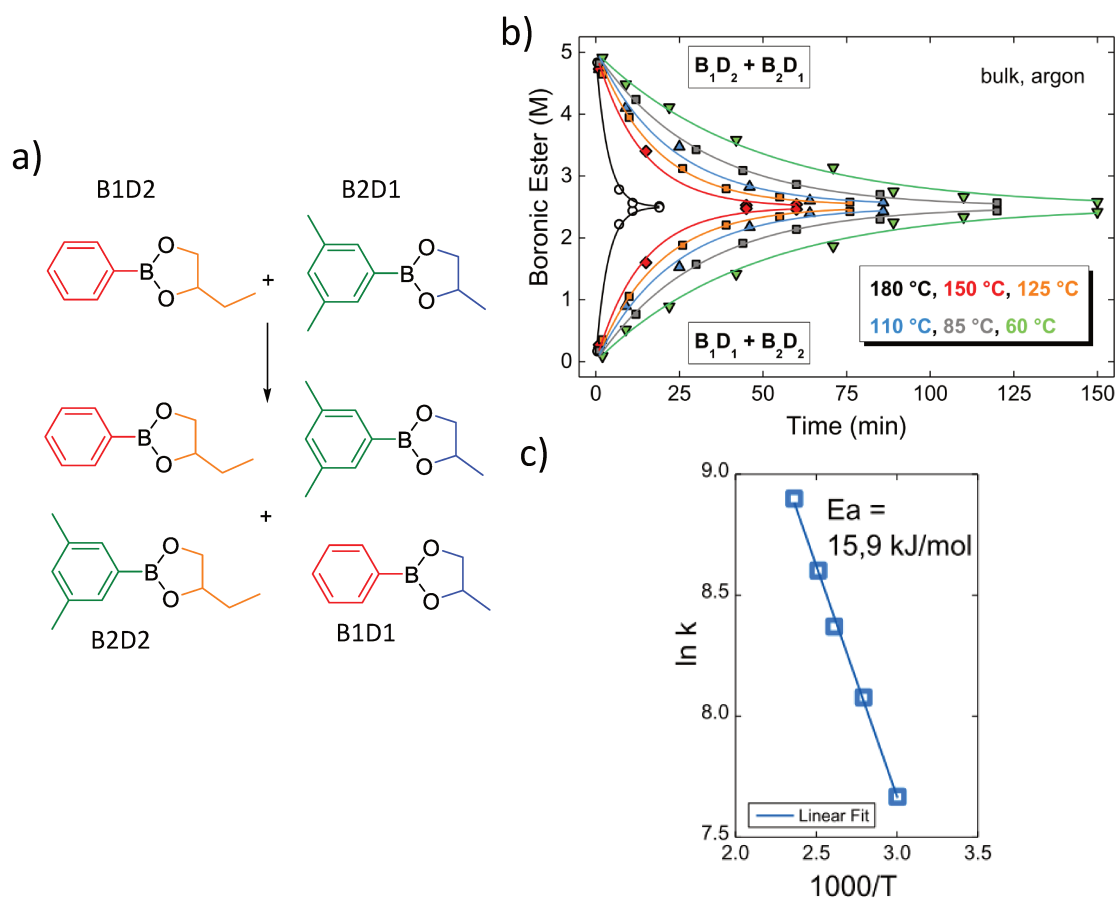 a)
B1D2
B2D1
B
O
O
+
B
O
O
B
O
O
B
O
O
+
B
O
O
B
O
O
B2D2
B1D1
b)
B₁D₂ + B₂D₁
bulk, argon
5
4
3
2
1
0
Boronic Ester (M)
B₁D₁ + B₂D₂
180 °C, 150 °C, 125 °C
110 °C, 85 °C, 60 °C
0 25 50 75 100 125 150
Time (min)
c)
9.0
8.5
8.0
7.5
ln k
Ea =
15,9 kJ/mol
Linear Fit
2.0 2.5 3.0 3.5
1000/T